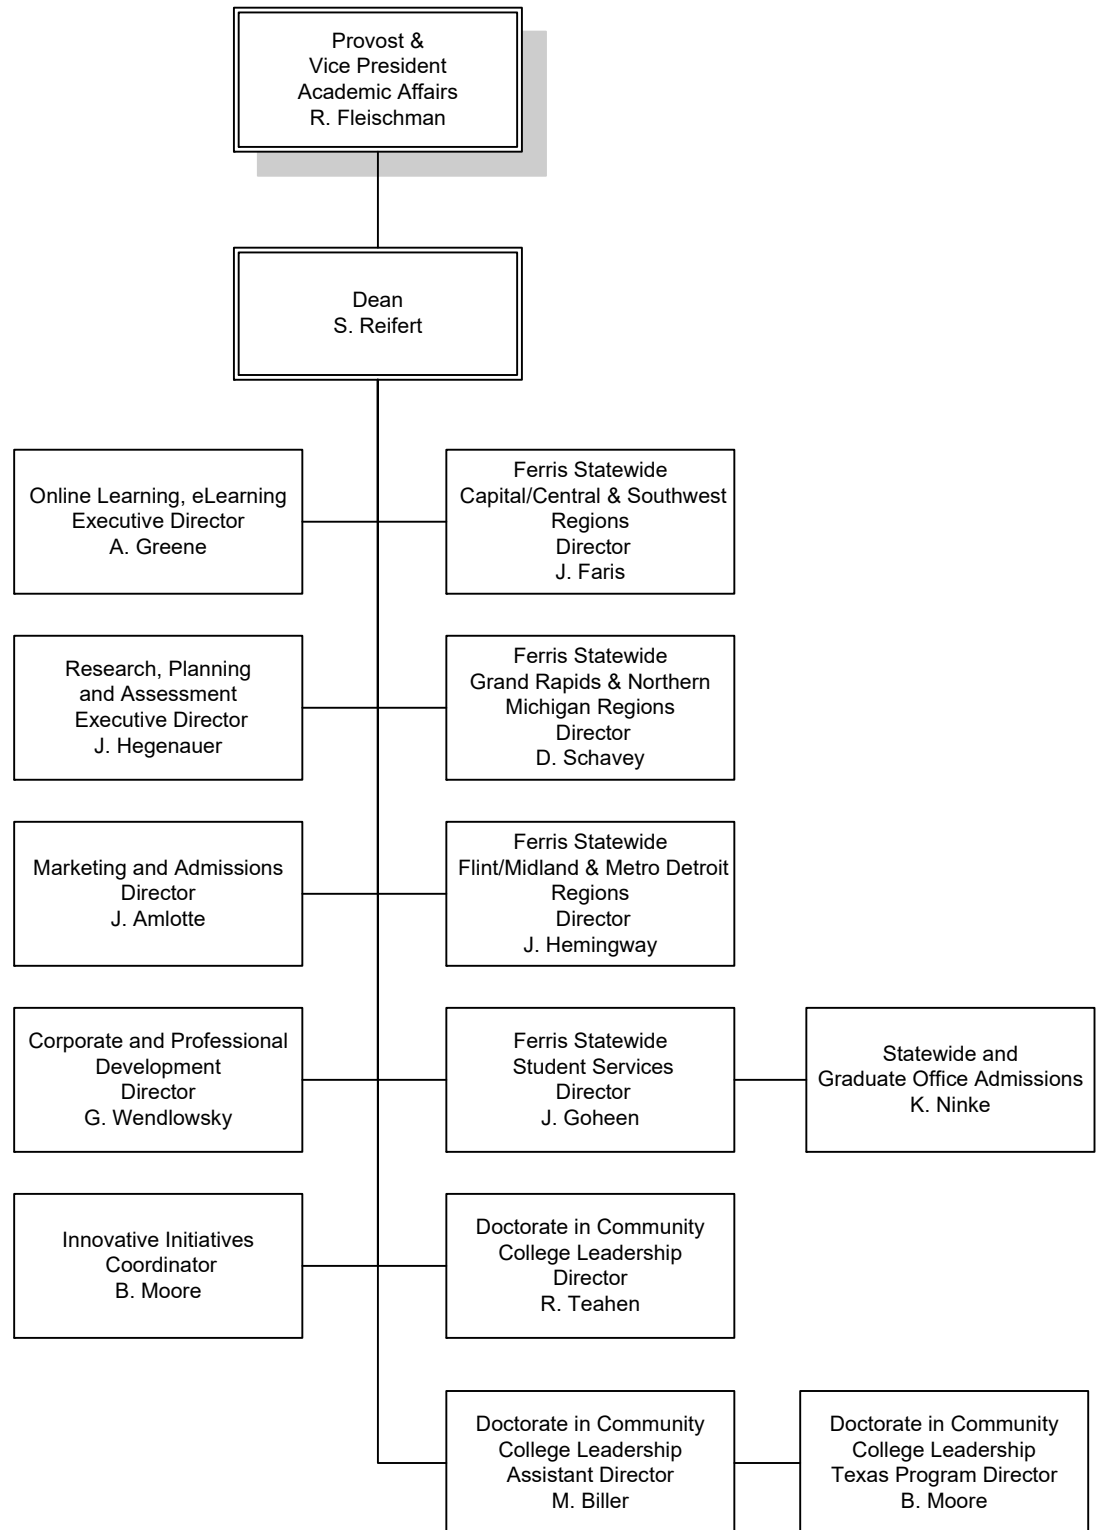 Provost &
Vice President
Academic Affairs
R. Fleischman
Dean
S. Reifert
Online Learning, eLearning
Executive Director
A. Greene
Ferris Statewide
Capital/Central & Southwest
Regions
Director
J. Faris
Research, Planning
and Assessment
Executive Director
J. Hegenauer
Ferris Statewide
Grand Rapids & Northern
Michigan Regions
Director
D. Schavey
Marketing and Admissions
Director
J. Amlotte
Ferris Statewide
Flint/Midland & Metro Detroit
Regions
Director
J. Hemingway
Corporate and Professional
Development
Director
G. Wendlowsky
Ferris Statewide
Student Services
Director
J. Goheen
Statewide and
Graduate Office Admissions
K. Ninke
Innovative Initiatives
Coordinator
B. Moore
Doctorate in Community
College Leadership
Director
R. Teahen
Doctorate in Community
College Leadership
Assistant Director
M. Biller
Doctorate in Community
College Leadership
Texas Program Director
B. Moore